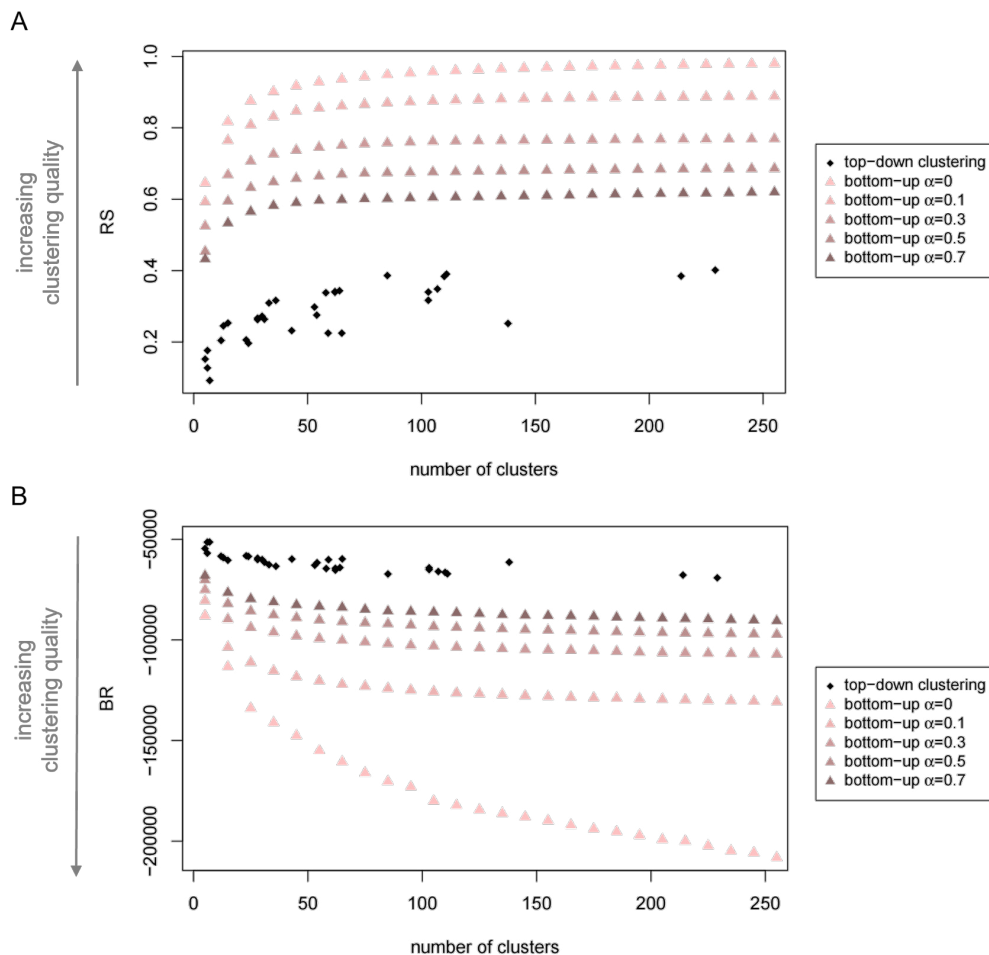 A
increasing
clustering quality
RS
1.0
0.8
0.6
0.4
0.2
0
50
100
150
200
250
number of clusters
top−down clustering
bottom−up α=0
bottom−up α=0.1
bottom−up α=0.3
bottom−up α=0.5
bottom−up α=0.7
B
increasing
clustering quality
BR
−50000
−100000
−150000
−200000
0
50
100
150
200
250
number of clusters
top−down clustering
bottom−up α=0
bottom−up α=0.1
bottom−up α=0.3
bottom−up α=0.5
bottom−up α=0.7